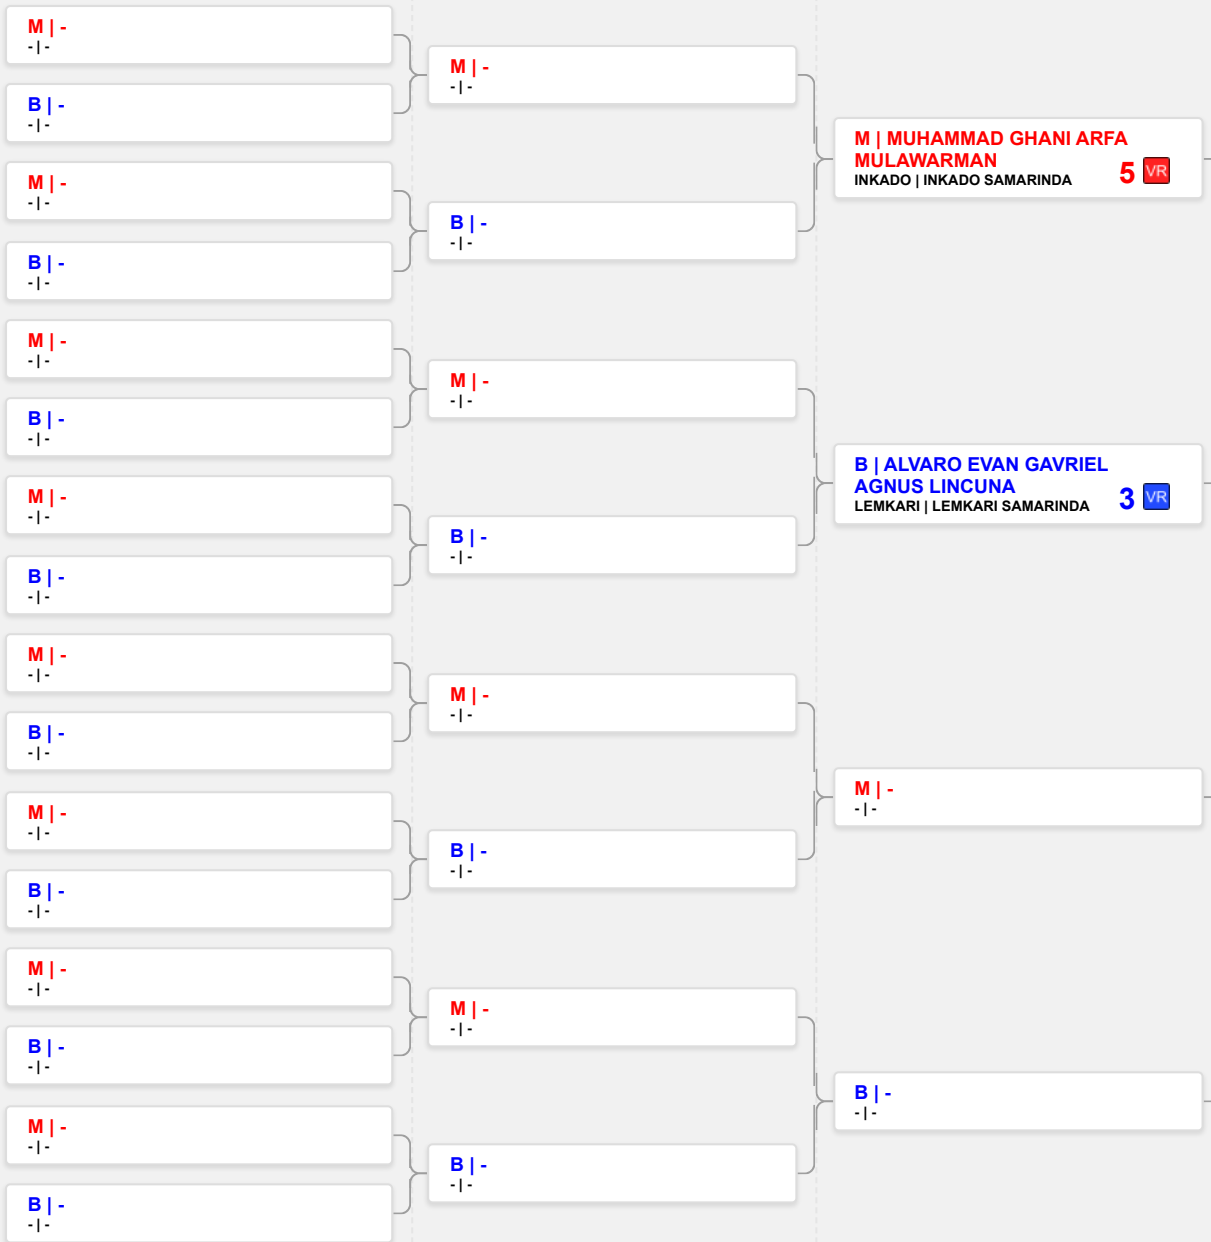 M | -
-|-
B | -
-|-
M | -
-|-
B | -
-|-
M | -
-|-
B | -
-|-
M | -
-|-
B | -
-|-
M | -
-|-
B | -
-|-
M | -
-|-
B | -
-|-
M | -
-|-
B | -
-|-
M | -
-|-
B | -
-|-
M | -
-|-
B | -
-|-
M | -
-|-
B | -
-|-
M | -
-|-
B | -
-|-
M | -
-|-
B | -
-|-
M | MUHAMMAD GHANI ARFA
MULAWARMAN
INKADO | INKADO SAMARINDA
5 VR
B | ALVARO EVAN GAVRIEL
AGNUS LINCUNA
LEMKARI | LEMKARI SAMARINDA
3 VR
M | -
-|-
B | -
-|-